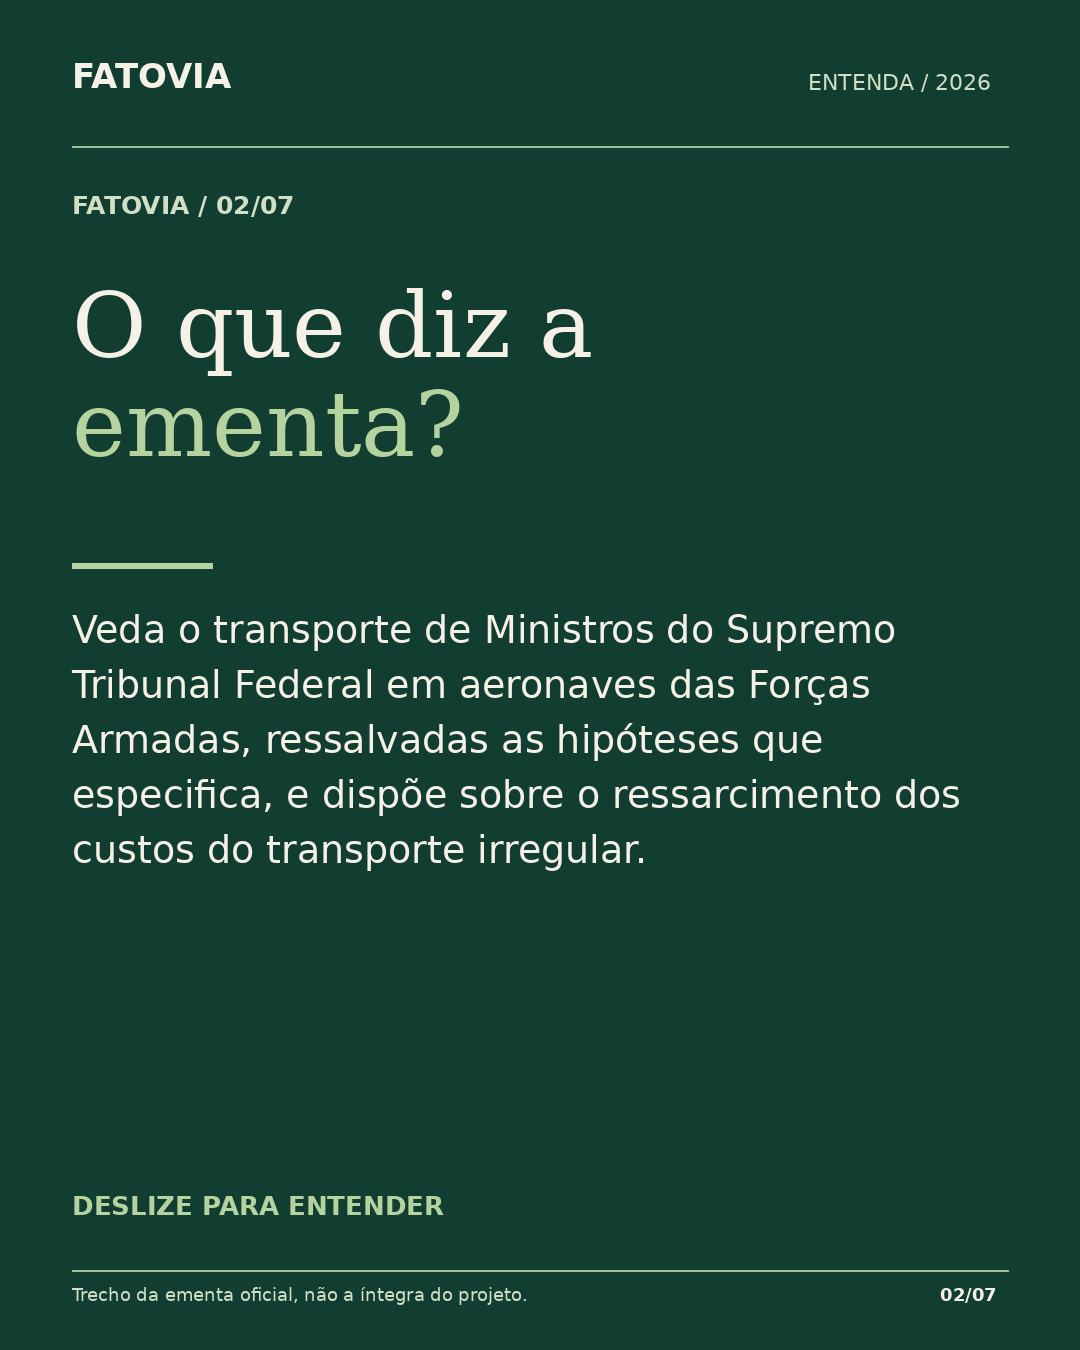 FATOVIA
ENTENDA / 2026
FATOVIA / 02/07
O que diz a
ementa?
Veda o transporte de Ministros do Supremo
Tribunal Federal em aeronaves das Forças
Armadas, ressalvadas as hipóteses que
especifica, e dispõe sobre o ressarcimento dos
custos do transporte irregular.
DESLIZE PARA ENTENDER
Trecho da ementa oficial, não a íntegra do projeto.
02/07